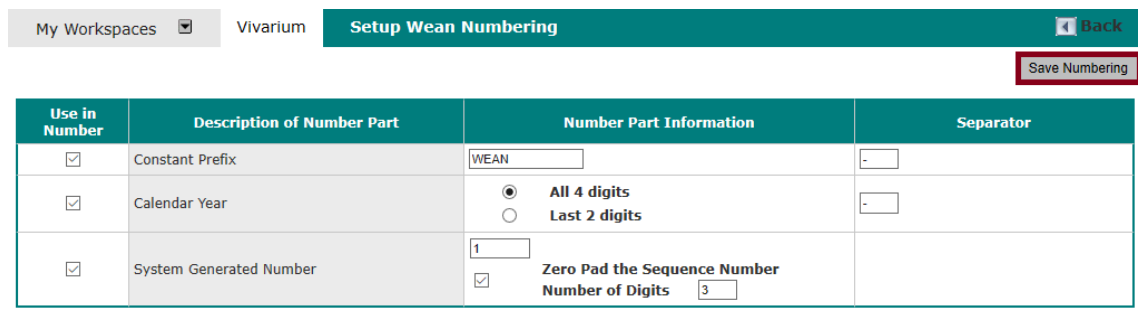 My Workspaces Vivarium Setup Wean Numbering Back
Save Numbering
Use in Number Description of Number Part Number Part Information Separator
Constant Prefix WEAN -
Calendar Year All 4 digits -
Last 2 digits
System Generated Number 1
Zero Pad the Sequence Number
Number of Digits 3